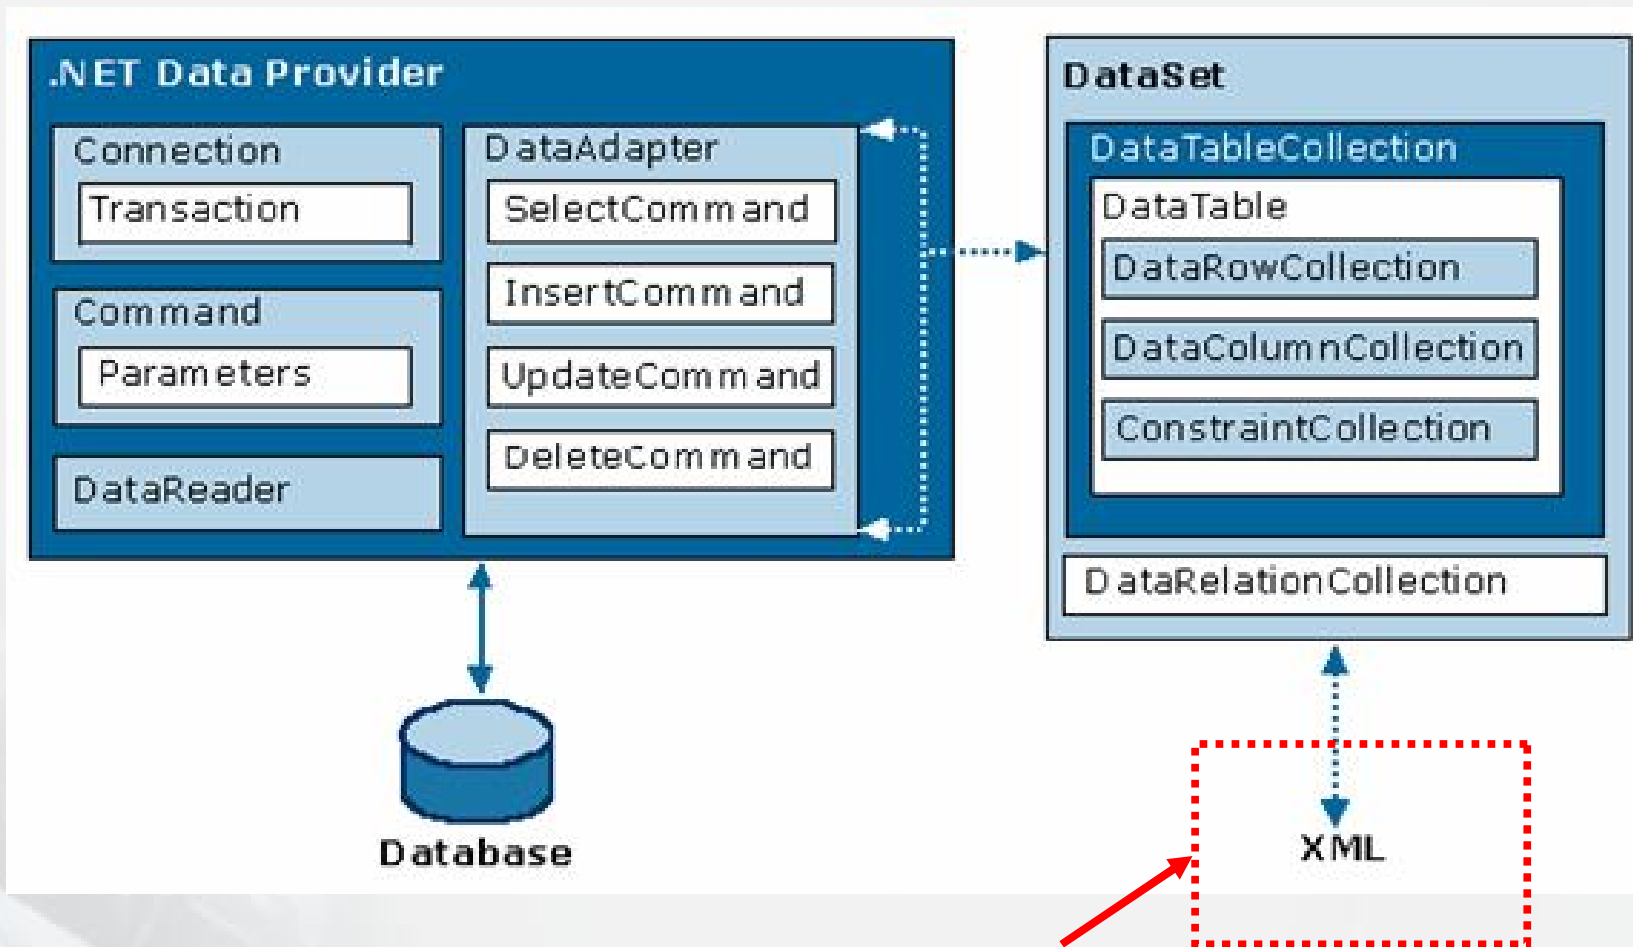 .NET Data Provider
Connection
Transaction
Command
Parameters
DataReader
DataAdapter
SelectCommand
InsertCommand
UpdateCommand
DeleteCommand
Database
DataSet
DataTableCollection
DataTable
DataRowCollection
DataColumnCollection
ConstraintCollection
DataRelationCollection
XML